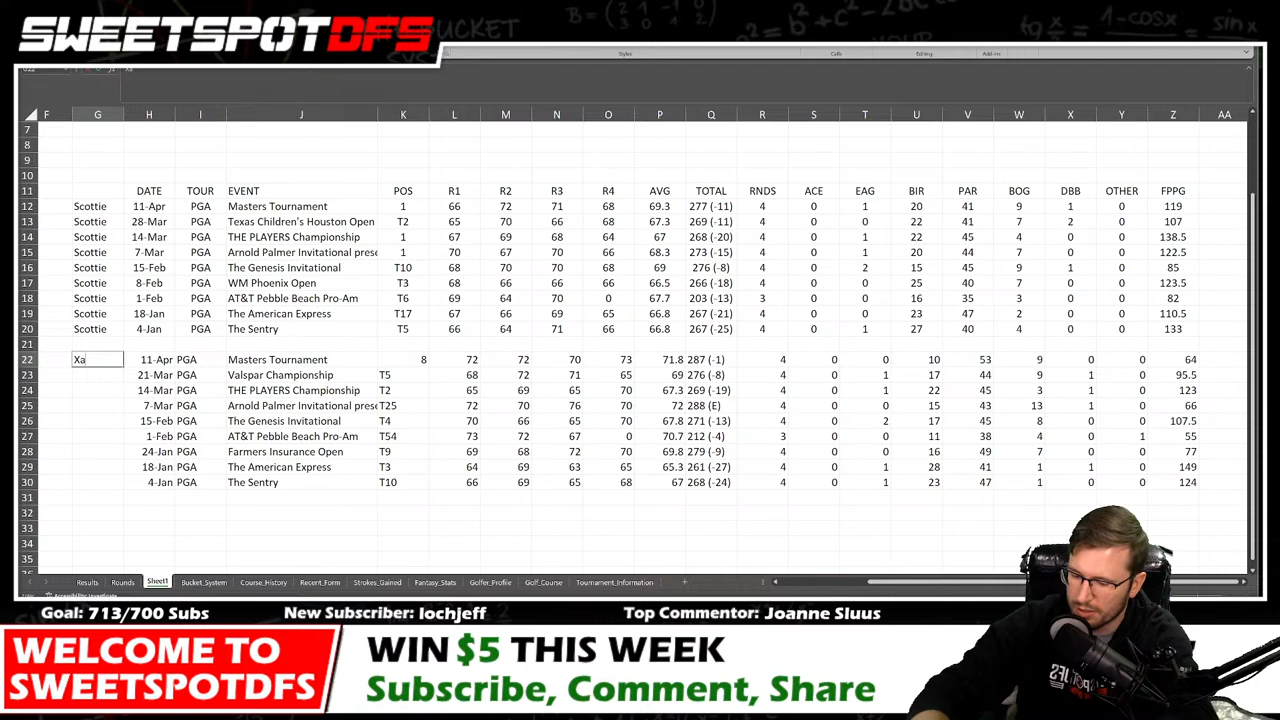 SWEETSPOTDFS
BUCKET
Styles Cells Editing Add-ins
F G H I J K L M N O P Q R S T U V W X Y Z AA
7
8
9
10
11 DATE TOUR EVENT POS R1 R2 R3 R4 AVG TOTAL RNDS ACE EAG BIR PAR BOG DBB OTHER FPPG
12 Scottie 11-Apr PGA Masters Tournament 1 66 72 71 68 69.3 277 (-11) 4 0 1 20 41 9 1 0 119
13 Scottie 28-Mar PGA Texas Children's Houston Open T2 65 70 66 68 67.3 269 (-11) 4 0 0 22 41 7 2 0 107
14 Scottie 14-Mar PGA THE PLAYERS Championship 1 67 69 68 64 67 268 (-20) 4 0 1 22 45 4 0 0 138.5
15 Scottie 7-Mar PGA Arnold Palmer Invitational prese 1 70 67 70 66 68.3 273 (-15) 4 0 1 20 44 7 0 0 122.5
16 Scottie 15-Feb PGA The Genesis Invitational T10 68 70 70 68 69 276 (-8) 4 0 2 15 45 9 1 0 85
17 Scottie 8-Feb PGA WM Phoenix Open T3 68 66 66 66 66.5 266 (-18) 4 0 0 25 40 7 0 0 123.5
18 Scottie 1-Feb PGA AT&T Pebble Beach Pro-Am T6 69 64 70 0 67.7 203 (-13) 3 0 0 16 35 3 0 0 82
19 Scottie 18-Jan PGA The American Express T17 67 66 69 65 66.8 267 (-21) 4 0 0 23 47 2 0 0 110.5
20 Scottie 4-Jan PGA The Sentry T5 66 64 71 66 66.8 267 (-25) 4 0 1 27 40 4 0 0 133
21
22 Xa 11-Apr PGA Masters Tournament 8 72 72 70 73 71.8 287 (-1) 4 0 0 10 53 9 0 0 64
23 21-Mar PGA Valspar Championship T5 68 72 71 65 69 276 (-8) 4 0 1 17 44 9 1 0 95.5
24 14-Mar PGA THE PLAYERS Championship T2 65 69 65 70 67.3 269 (-19) 4 0 1 22 45 3 1 0 123
25 7-Mar PGA Arnold Palmer Invitational prese T25 72 70 76 70 72 288 (E) 4 0 0 15 43 13 1 0 66
26 15-Feb PGA The Genesis Invitational T4 70 66 65 70 67.8 271 (-13) 4 0 2 17 45 8 0 0 107.5
27 1-Feb PGA AT&T Pebble Beach Pro-Am T54 73 72 67 0 70.7 212 (-4) 3 0 0 11 38 4 0 1 55
28 24-Jan PGA Farmers Insurance Open T9 69 68 72 70 69.8 279 (-9) 4 0 0 16 49 7 0 0 77
29 18-Jan PGA The American Express T3 64 69 63 65 65.3 261 (-27) 4 0 1 28 41 1 1 0 149
30 4-Jan PGA The Sentry T10 66 69 65 68 67 268 (-24) 4 0 1 23 47 1 0 0 124
31
32
33
34
35
Results Rounds Sheet1 Bucket_System Course_History Recent_Form Strokes_Gained Fantasy_Stats Golfer_Profile Golf_Course Tournament_Information
Goal: 713/700 Subs New Subscriber: lochjeff Top Commentor: Joanne Sluus
WELCOME TO
SWEETSPOTDFS
WIN $5 THIS WEEK
Subscribe, Comment, Share